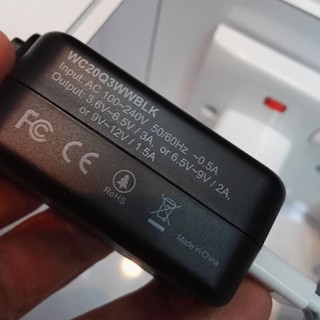 WC20Q3WWBLK
Input: AC 100~240V 50/60Hz ~0.5A
Output: 3.6V~6.5V / 3A, or 6.5V~9V / 2A,
or 9V~12V / 1.5A
FC CE
RoHS
Made in China